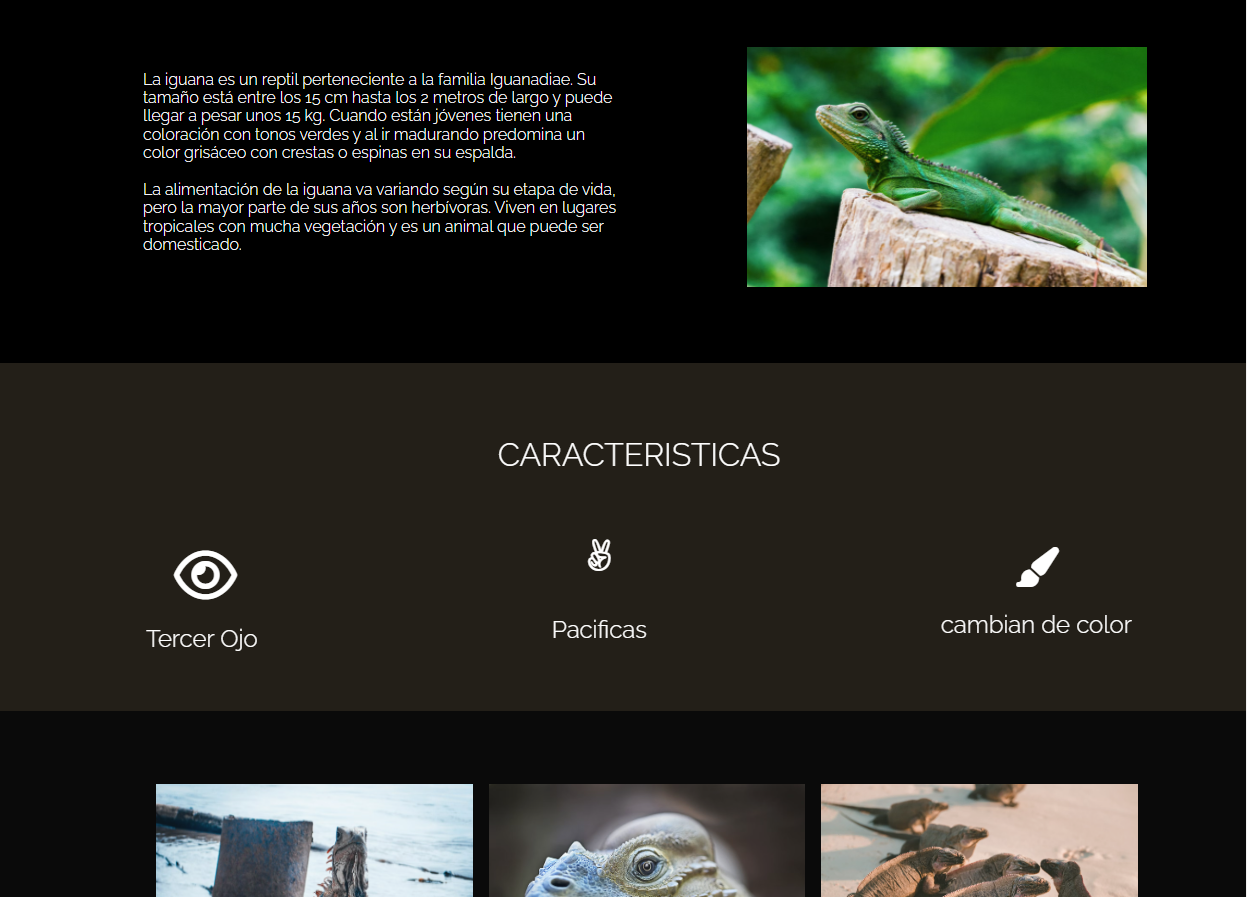 La iguana es un reptil perteneciente a la familia Iguanadiae. Su
tamaño está entre los 15 cm hasta los 2 metros de largo y puede
llegar a pesar unos 15 kg. Cuando están jóvenes tienen una
coloración con tonos verdes y al ir madurando predomina un
color grisáceo con crestas o espinas en su espalda.
La alimentación de la iguana va variando según su etapa de vida,
pero la mayor parte de sus años son herbívoras. Viven en lugares
tropicales con mucha vegetación y es un animal que puede ser
domesticado.
CARACTERISTICAS
Tercer Ojo
Pacificas
cambian de color